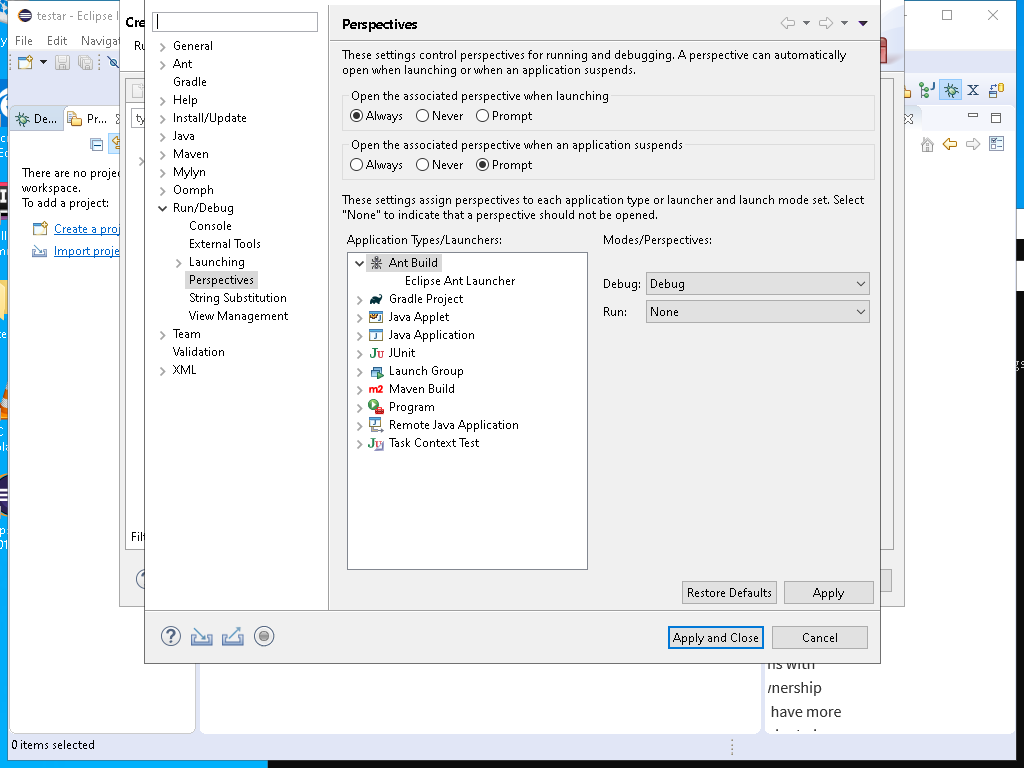 testar - Eclipse I
File Edit Navigat
De...
Pr...
There are no proje
workspace.
To add a project:
Create a proj
Import proje
0 items selected
Cre
Ru
ty
Filt
General
Ant
Gradle
Help
Install/Update
Java
Maven
Mylyn
Oomph
Run/Debug
Console
External Tools
Launching
Perspectives
String Substitution
View Management
Team
Validation
XML
Perspectives
These settings control perspectives for running and debugging. A perspective can automatically
open when launching or when an application suspends.
Open the associated perspective when launching
Always Never Prompt
Open the associated perspective when an application suspends
Always Never Prompt
These settings assign perspectives to each application type or launcher and launch mode set. Select
"None" to indicate that a perspective should not be opened.
Application Types/Launchers:
Ant Build
Eclipse Ant Launcher
Gradle Project
Java Applet
Java Application
JUnit
Launch Group
Maven Build
Program
Remote Java Application
Task Context Test
Modes/Perspectives:
Debug: Debug
Run: None
Restore Defaults Apply
Apply and Close Cancel
ns with
nership
have more